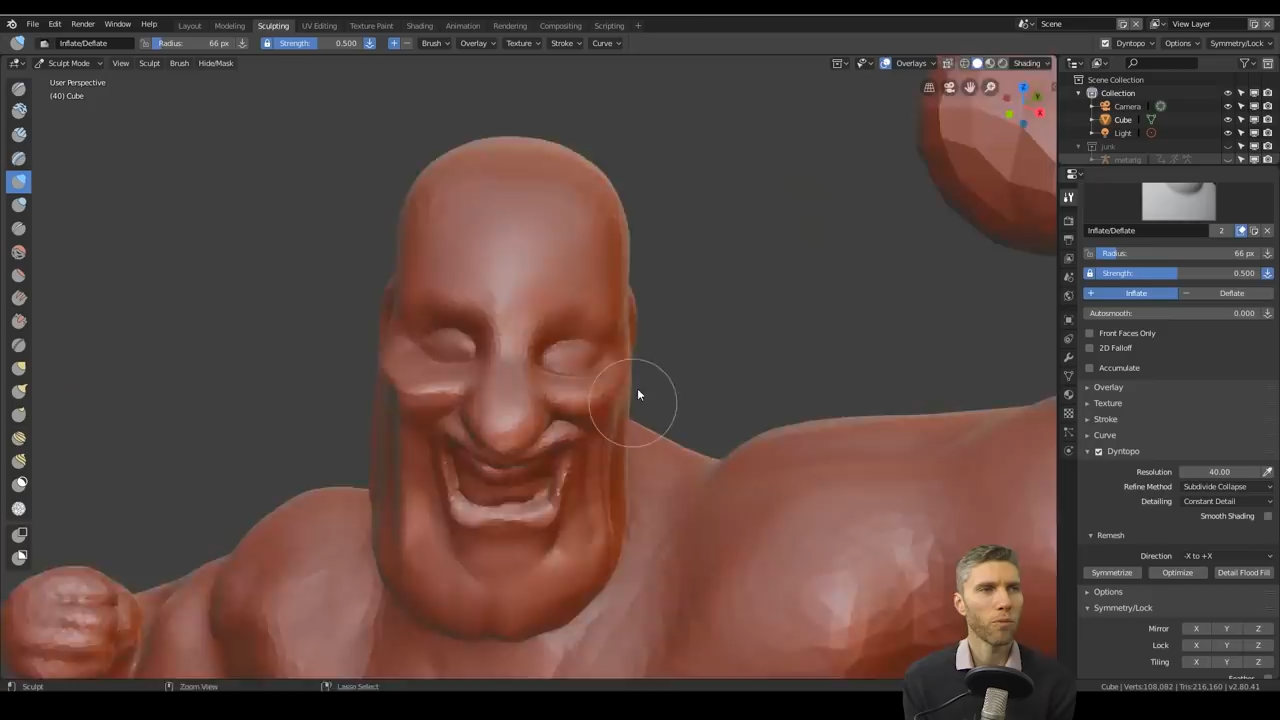 File Edit Render Window Help Layout Modeling Sculpting UV Editing Texture Paint Shading Animation Rendering Compositing Scripting + Scene View Layer
Inflate/Deflate Radius: 66 px Strength: 0.500 Brush Overlay Texture Stroke Curve Dyntopo Options Symmetry/Lock
Sculpt Mode View Sculpt Brush Hide/Mask Overlays Shading
User Perspective
(40) Cube
Scene Collection
Collection
Camera
Cube
Light
junk
metarig
Inflate/Deflate 2
Radius: 66 px
Strength: 0.500
Inflate Deflate
Autosmooth: 0.000
Front Faces Only
2D Falloff
Accumulate
Overlay
Texture
Stroke
Curve
Dyntopo
Resolution 40.00
Refine Method Subdivide Collapse
Detailing Constant Detail
Smooth Shading
Remesh
Direction -X to +X
Symmetrize Optimize Detail Flood Fill
Options
Symmetry/Lock
Mirror X Y Z
Lock X Y Z
Tiling X Y Z
Sculpt Zoom View Lasso Select Cube | Verts:108,082 | Tris:216,160 | v2.80.41